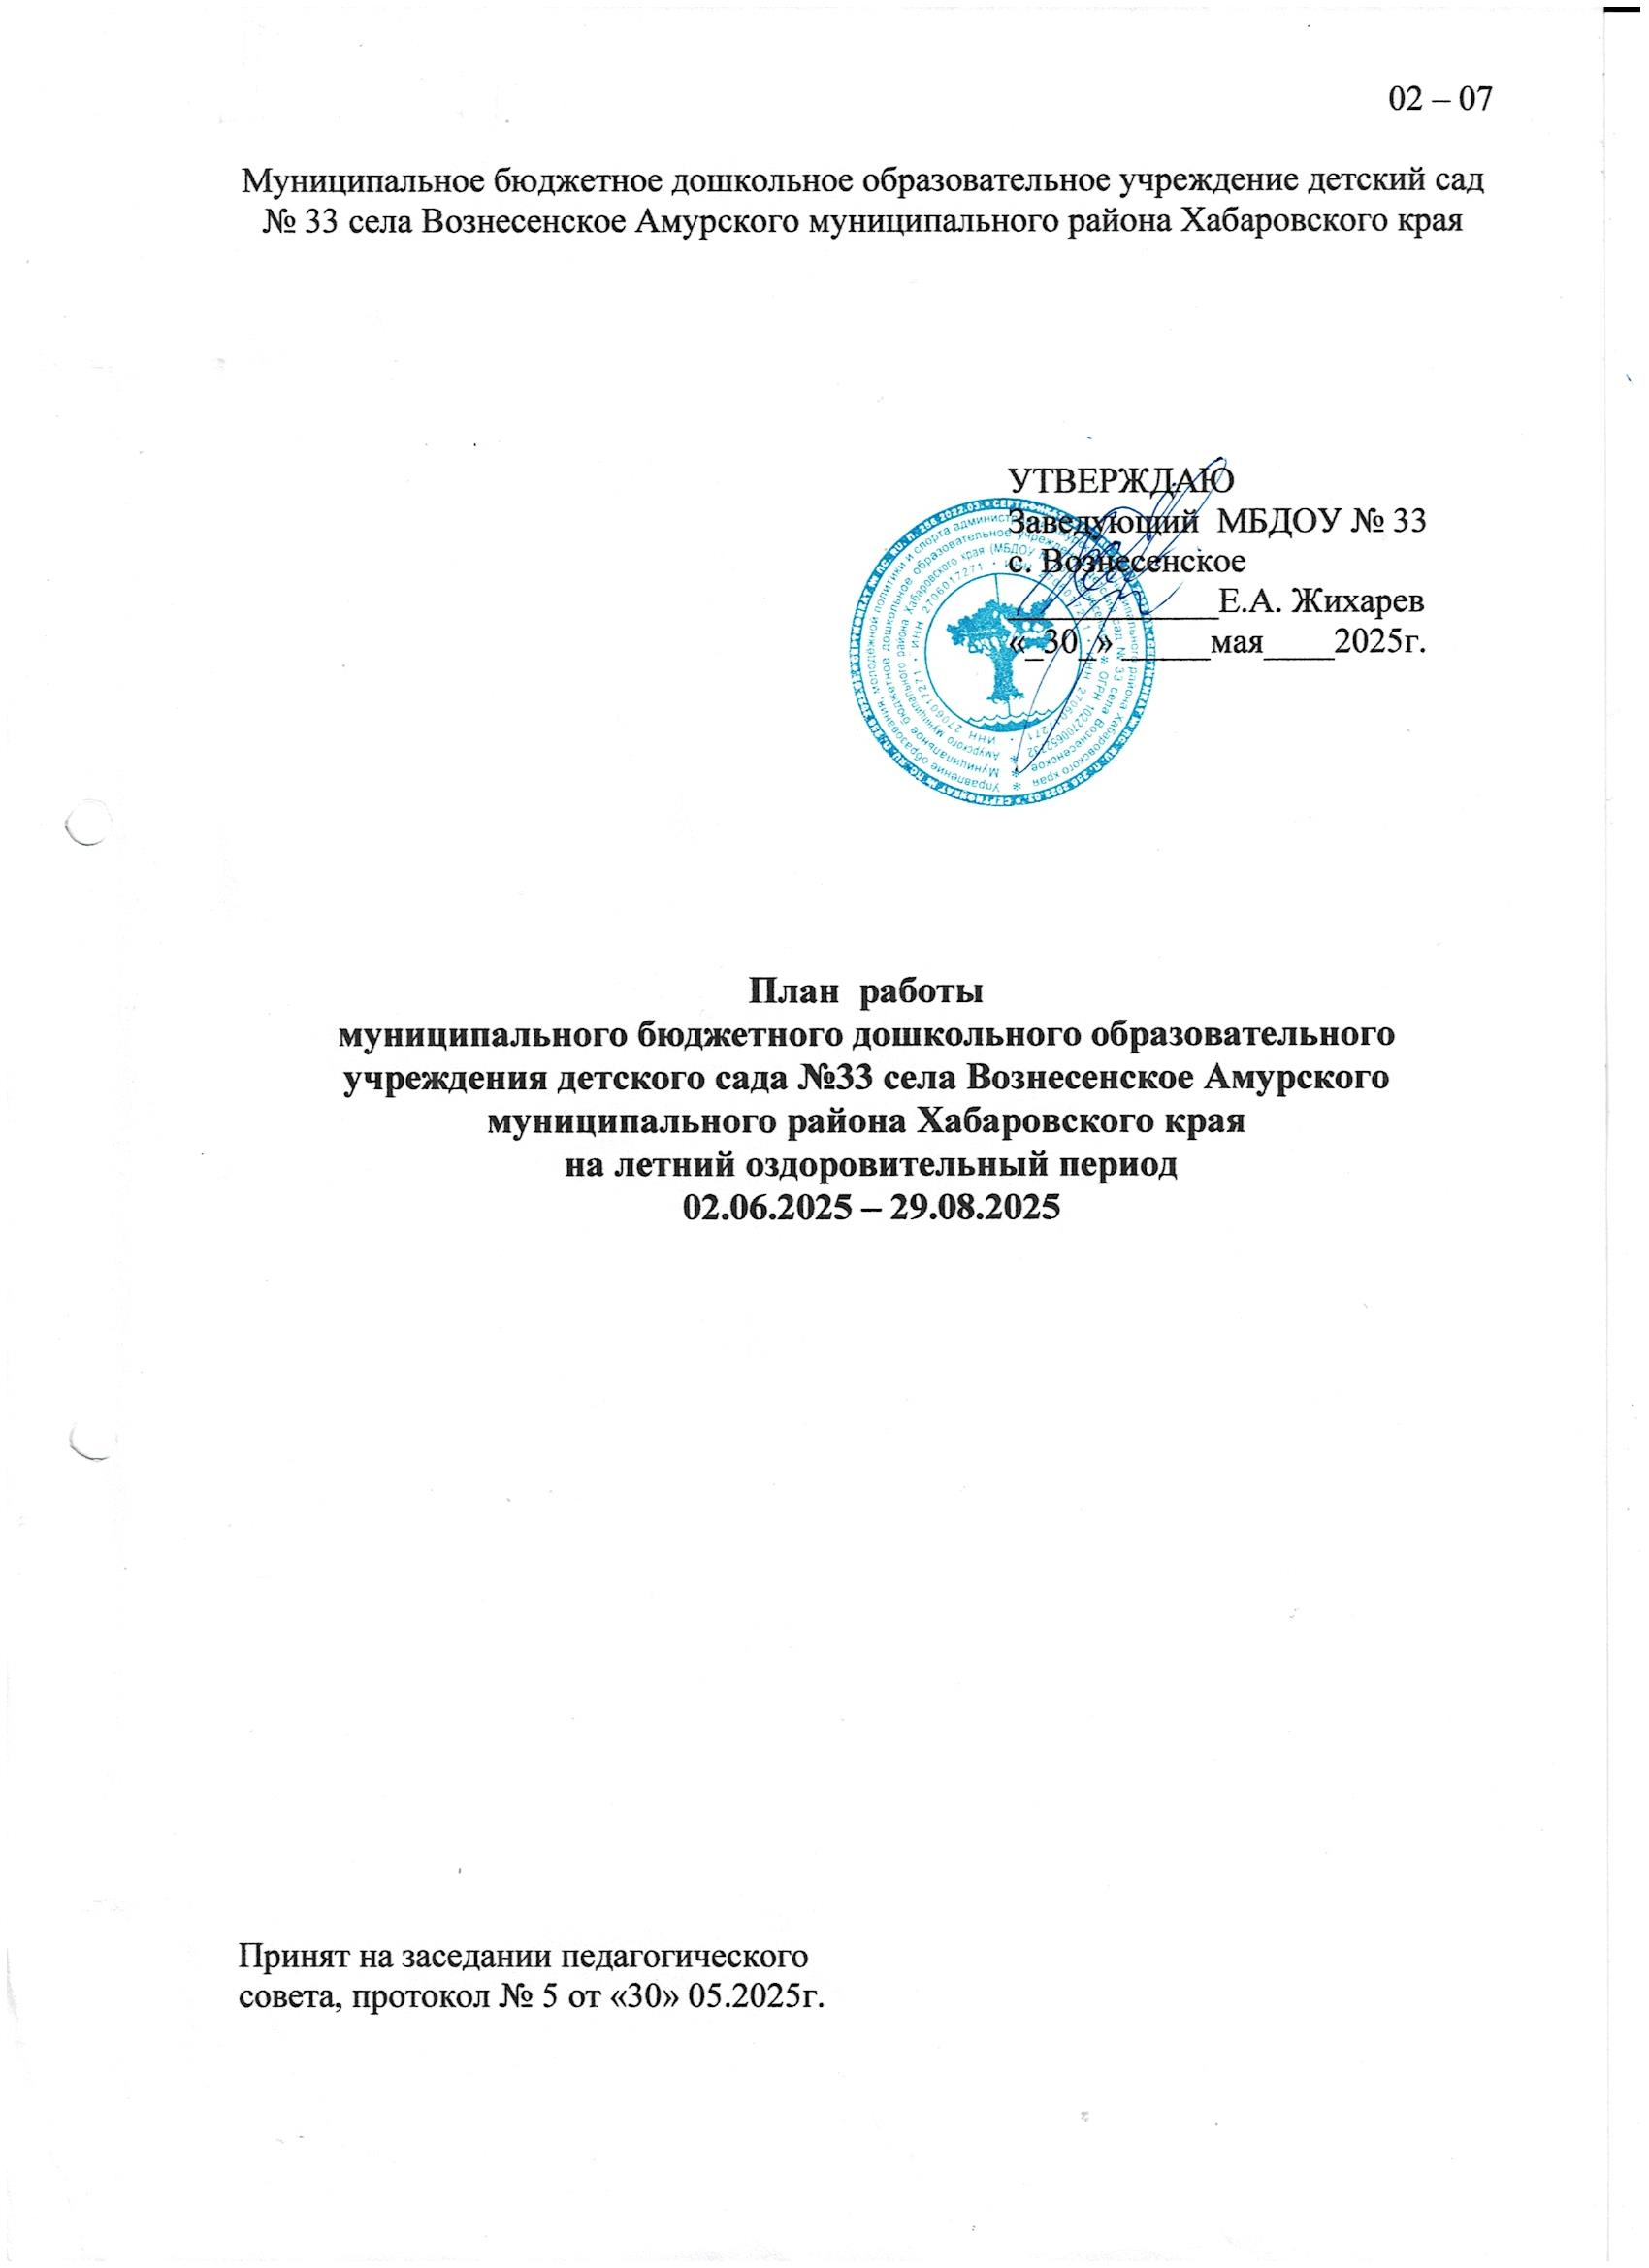 02 – 07
Муниципальное бюджетное дошкольное образовательное учреждение детский сад
№ 33 села Вознесенское Амурского муниципального района Хабаровского края
УТВЕРЖДАЮ
Заведующий МБДОУ № 33
с. Вознесенское
____________Е.А. Жихарев
«_30_» _____мая____2025г.
ИНН 2706017271
План работы
муниципального бюджетного дошкольного образовательного
учреждения детского сада №33 села Вознесенское Амурского
муниципального района Хабаровского края
на летний оздоровительный период
02.06.2025 – 29.08.2025
Принят на заседании педагогического
совета, протокол № 5 от «30» 05.2025г.